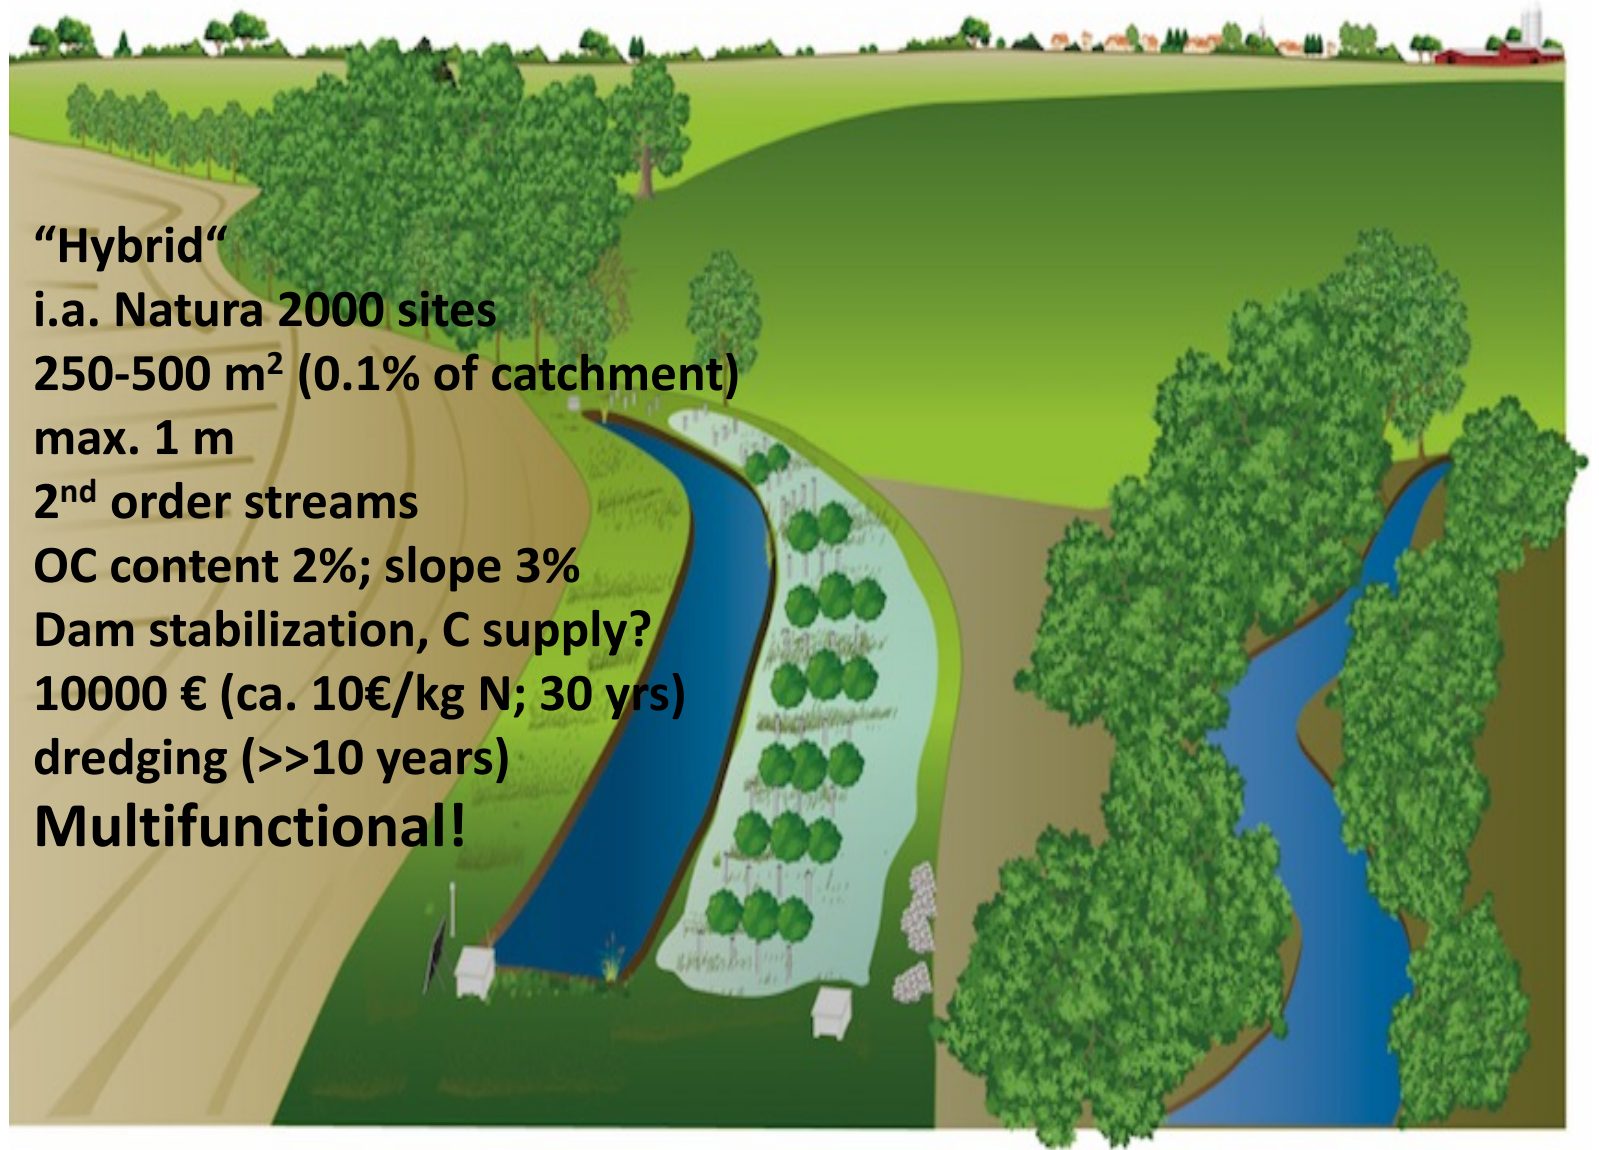 “Hybrid“
i.a. Natura 2000 sites
250-500 m² (0.1% of catchment)
max. 1 m
2nd order streams
OC content 2%; slope 3%
Dam stabilization, C supply?
10000 € (ca. 10€/kg N; 30 yrs)
dredging (>>10 years)
Multifunctional!